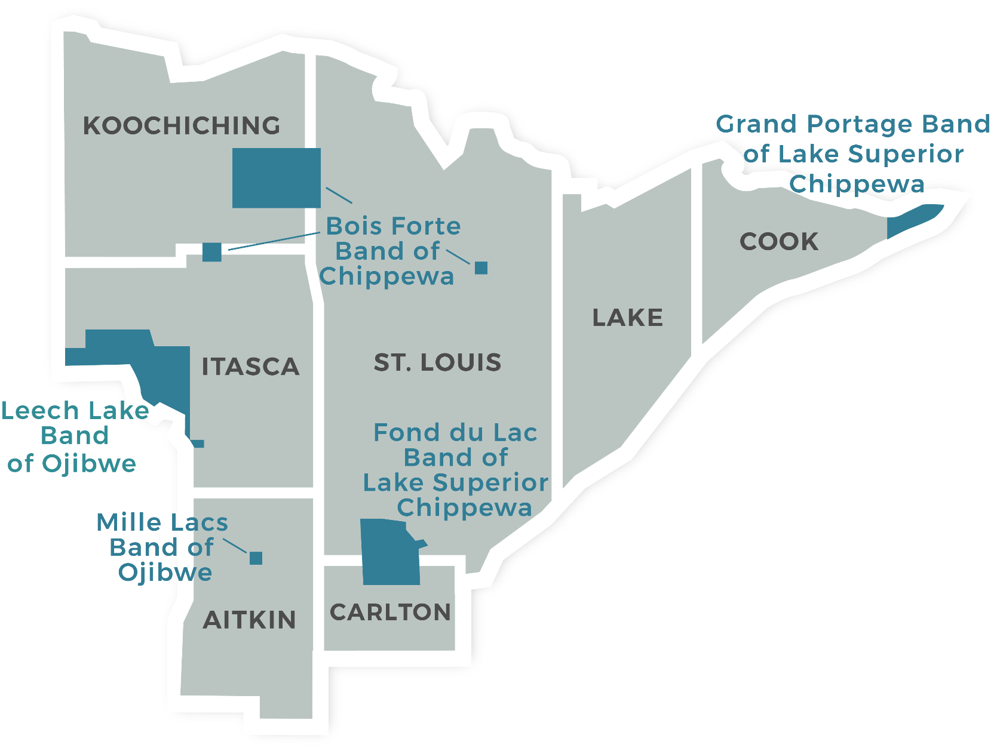 KOOCHICHING
Grand Portage Band
of Lake Superior
Chippewa
Bois Forte
Band of
Chippewa
COOK
LAKE
ITASCA
ST. LOUIS
Leech Lake
Band
of Ojibwe
Fond du Lac
Band of
Lake Superior
Chippewa
Mille Lacs
Band of
Ojibwe
AITKIN
CARLTON